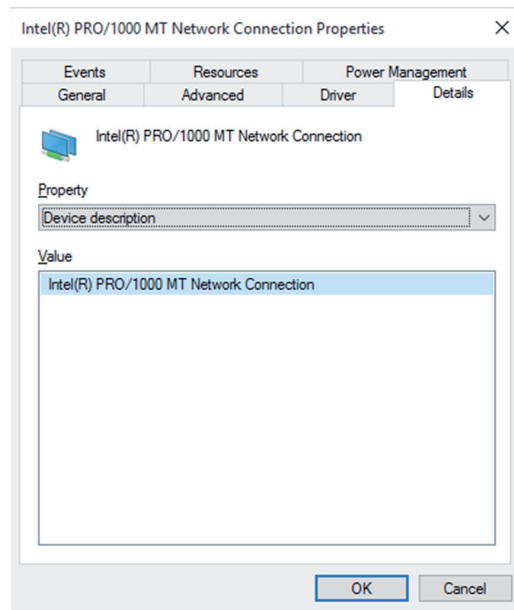 Intel(R) PRO/1000 MT Network Connection Properties
Events Resources Power Management
General Advanced Driver Details
Intel(R) PRO/1000 MT Network Connection
Property
Device description
Value
Intel(R) PRO/1000 MT Network Connection
OK Cancel